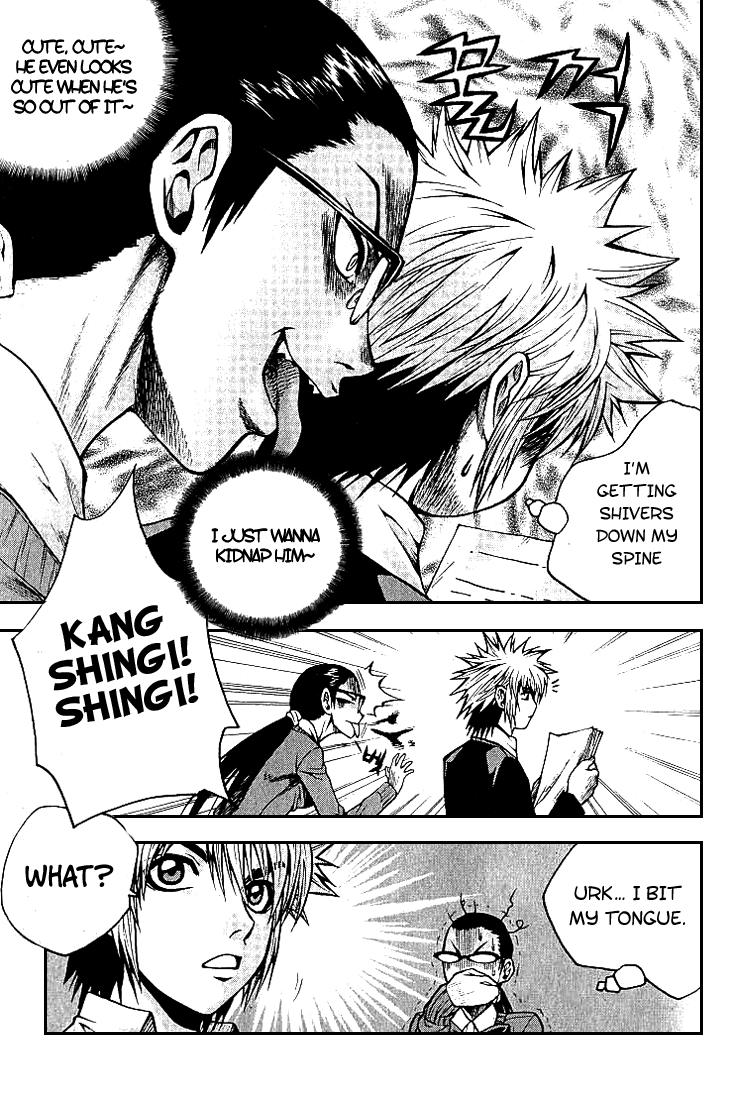 CUTE, CUTE~
HE EVEN LOOKS
CUTE WHEN HE'S
SO OUT OF IT~
I'M
GETTING
SHIVERS
DOWN MY
SPINE
I JUST WANNA
KIDNAP HIM~
KANG
SHINGI!
SHINGI!
WHAT?
URK... I BIT
MY TONGUE.